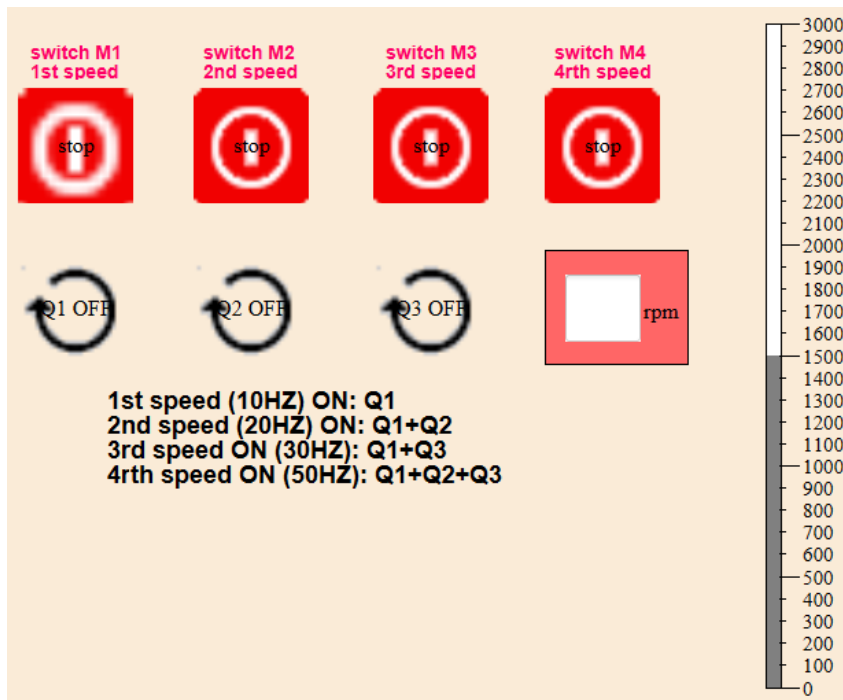 switch M1
1st speed
switch M2
2nd speed
switch M3
3rd speed
switch M4
4rth speed
stop
stop
stop
stop
Q1 OFF
Q2 OFF
Q3 OFF
rpm
1st speed (10HZ) ON: Q1
2nd speed (20HZ) ON: Q1+Q2
3rd speed ON (30HZ): Q1+Q3
4rth speed ON (50HZ): Q1+Q2+Q3
3000
2900
2800
2700
2600
2500
2400
2300
2200
2100
2000
1900
1800
1700
1600
1500
1400
1300
1200
1100
1000
900
800
700
600
500
400
300
200
100
0